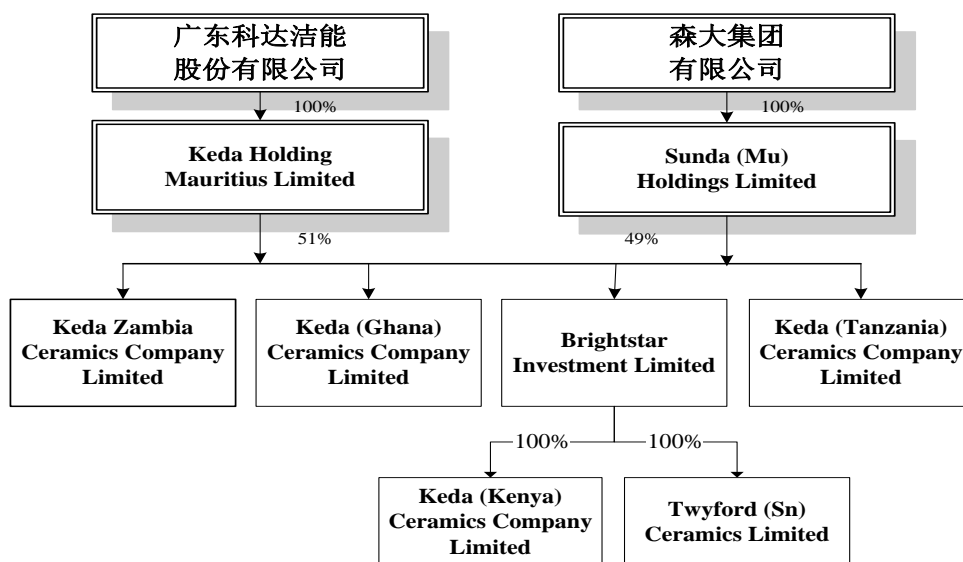 广东科达洁能
股份有限公司
森大集团
有限公司
100%
100%
Keda Holding
Mauritius Limited
Sunda (Mu)
Holdings Limited
51%
49%
Keda Zambia
Ceramics Company
Limited
Keda (Ghana)
Ceramics Company
Limited
Brightstar
Investment Limited
Keda (Tanzania)
Ceramics Company
Limited
100%
100%
Keda (Kenya)
Ceramics Company
Limited
Twyford (Sn)
Ceramics Limited